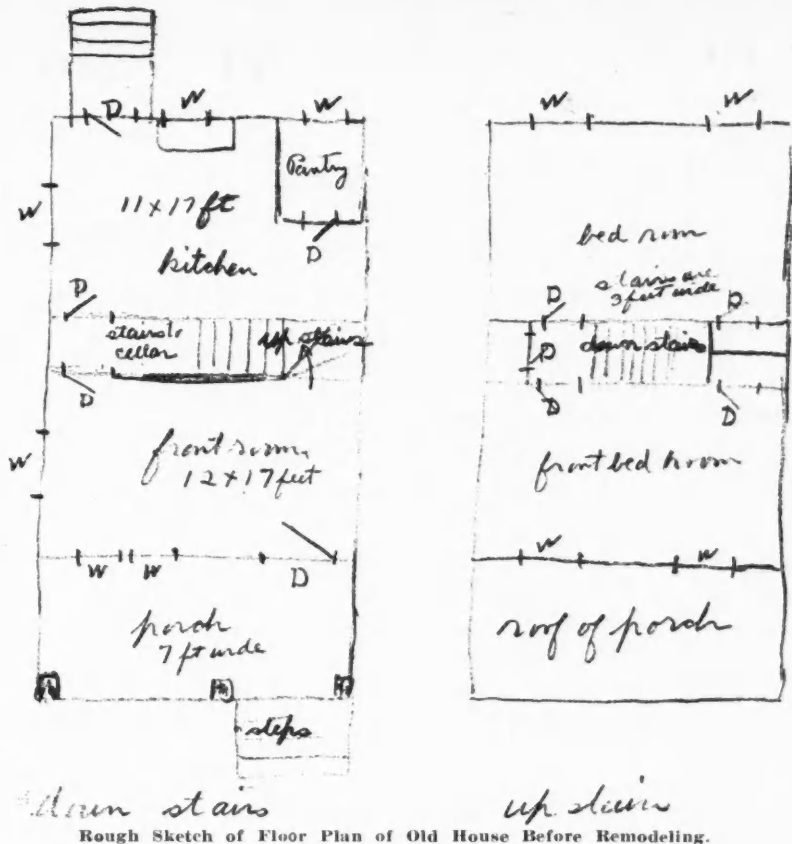 D
W
W
Pantry
W
11 x 17 ft
D
kitchen
D
stairs to
cellar
up stairs
D
front room
12 x 17 feet
W
W
W
D
porch
7 ft wide
steps
down stairs
W
W
bed room
stairs are
3 feet wide
D
D
D
down stairs
D
D
front bed room
W
W
roof of porch
up stairs
Rough Sketch of Floor Plan of Old House Before Remodeling.